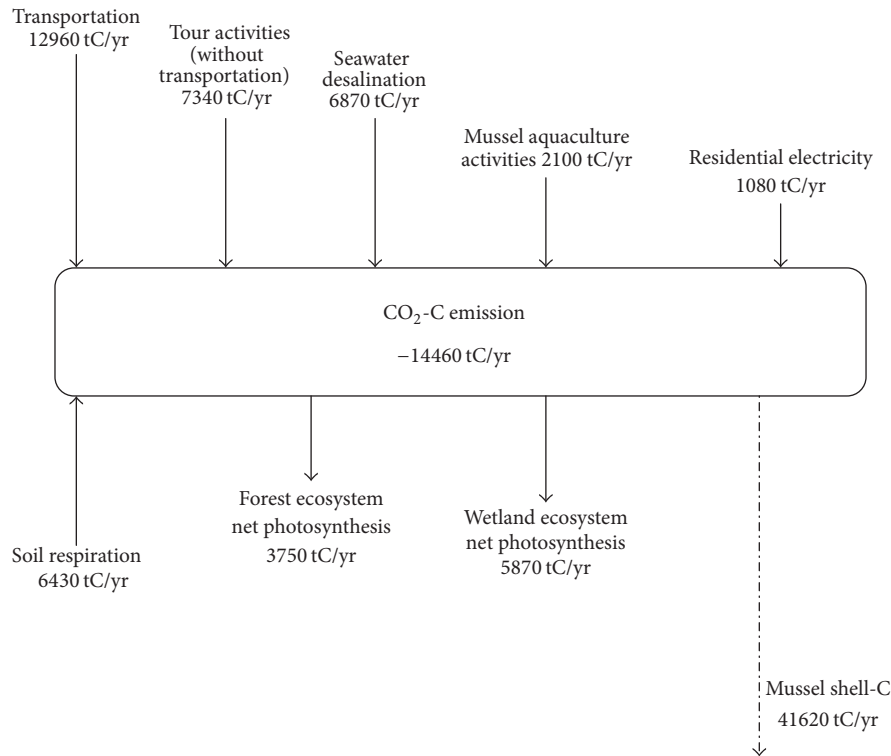 Transportation
12960 tC/yr
Tour activities
(without
transportation)
7340 tC/yr
Seawater
desalination
6870 tC/yr
Mussel aquaculture
activities 2100 tC/yr
Residential electricity
1080 tC/yr
CO₂-C emission
−14460 tC/yr
Soil respiration
6430 tC/yr
Forest ecosystem
net photosynthesis
3750 tC/yr
Wetland ecosystem
net photosynthesis
5870 tC/yr
Mussel shell-C
41620 tC/yr